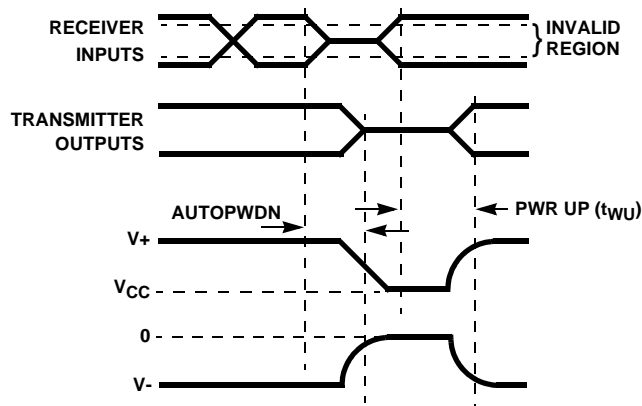 RECEIVER
INPUTS
INVALID
REGION
TRANSMITTER
OUTPUTS
AUTOPWDN
PWR UP (tWU)
V+
VCC
0
V-